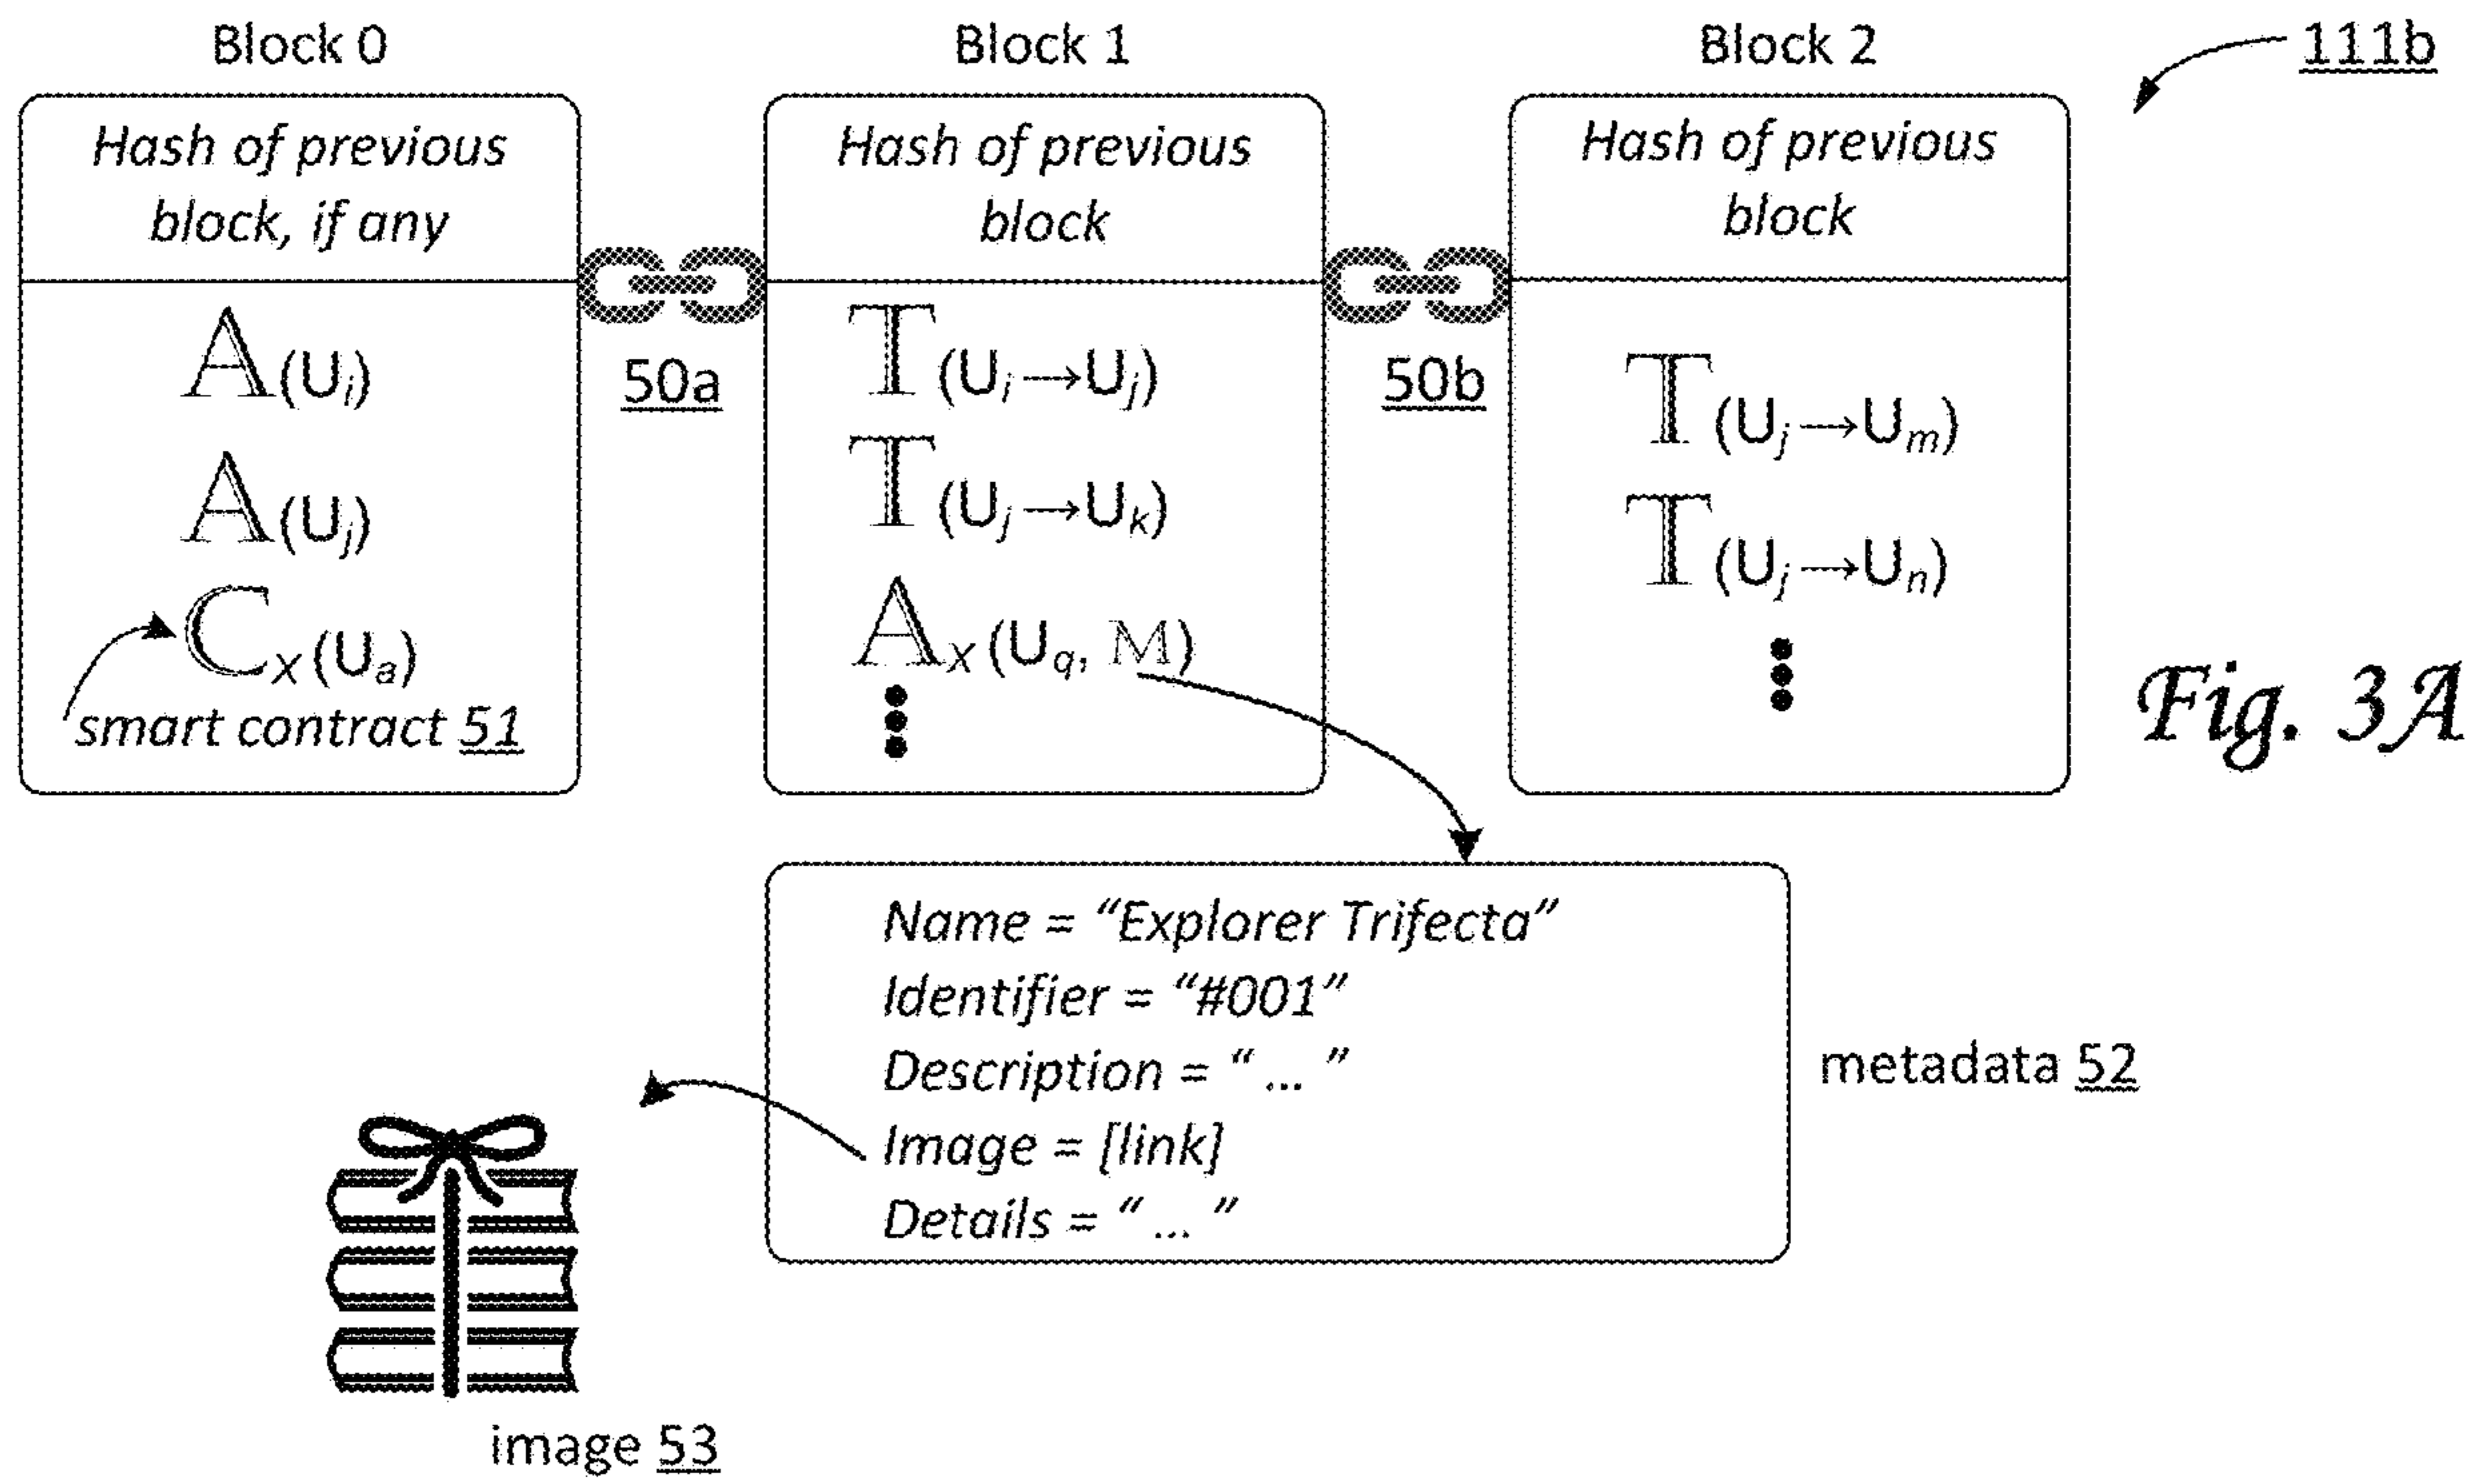 Block 0
Hash of previous
block, if any
A(Ui)
A(Uj)
Cx(Ua)
smart contract 51
50a
Block 1
Hash of previous
block
T(Ui→Uj)
T(Uj→Uk)
Ax(Uq, M)
50b
Block 2
Hash of previous
block
T(Uj→Um)
T(Uj→Un)
111b
Fig. 3A
Name = “Explorer Trifecta”
Identifier = “#001”
Description = “ ... ”
Image = [link]
Details = “ ... ”
metadata 52
image 53